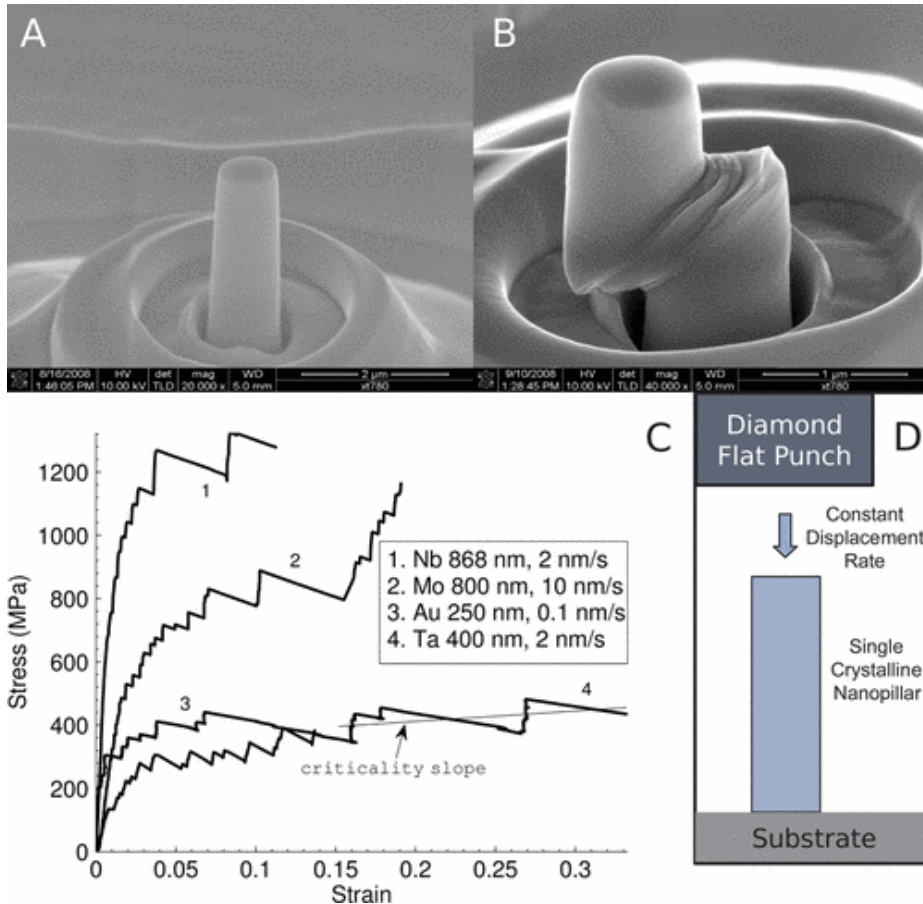 A
B
8/16/2008 HV det mag WD 2 μm
1:46:05 PM 10.00 kV TLD 20 000 x 5.0 mm xt780
9/10/2008 HV det mag WD 1 μm
1:28:45 PM 10.00 kV TLD 40 000 x 5.0 mm xt780
C
Stress (MPa)
1200
1000
800
600
400
200
0
0 0.05 0.1 0.15 0.2 0.25 0.3
Strain
1
2
3
4
1. Nb 868 nm, 2 nm/s
2. Mo 800 nm, 10 nm/s
3. Au 250 nm, 0.1 nm/s
4. Ta 400 nm, 2 nm/s
criticality slope
D
Diamond
Flat Punch
Constant
Displacement
Rate
Single
Crystalline
Nanopillar
Substrate